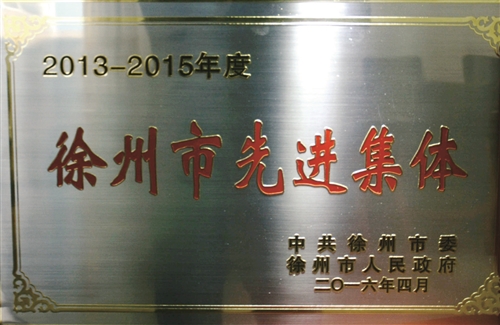 2013-2015年度
徐州市先进集体
中共徐州市委
徐州市人民政府
二〇一六年四月